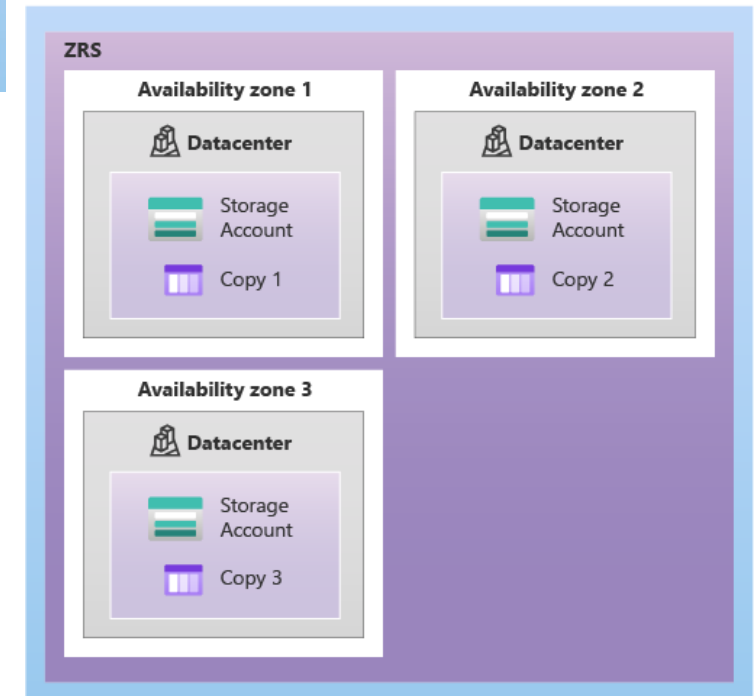 ZRS
Availability zone 1
Datacenter
Storage
Account
Copy 1
Availability zone 2
Datacenter
Storage
Account
Copy 2
Availability zone 3
Datacenter
Storage
Account
Copy 3